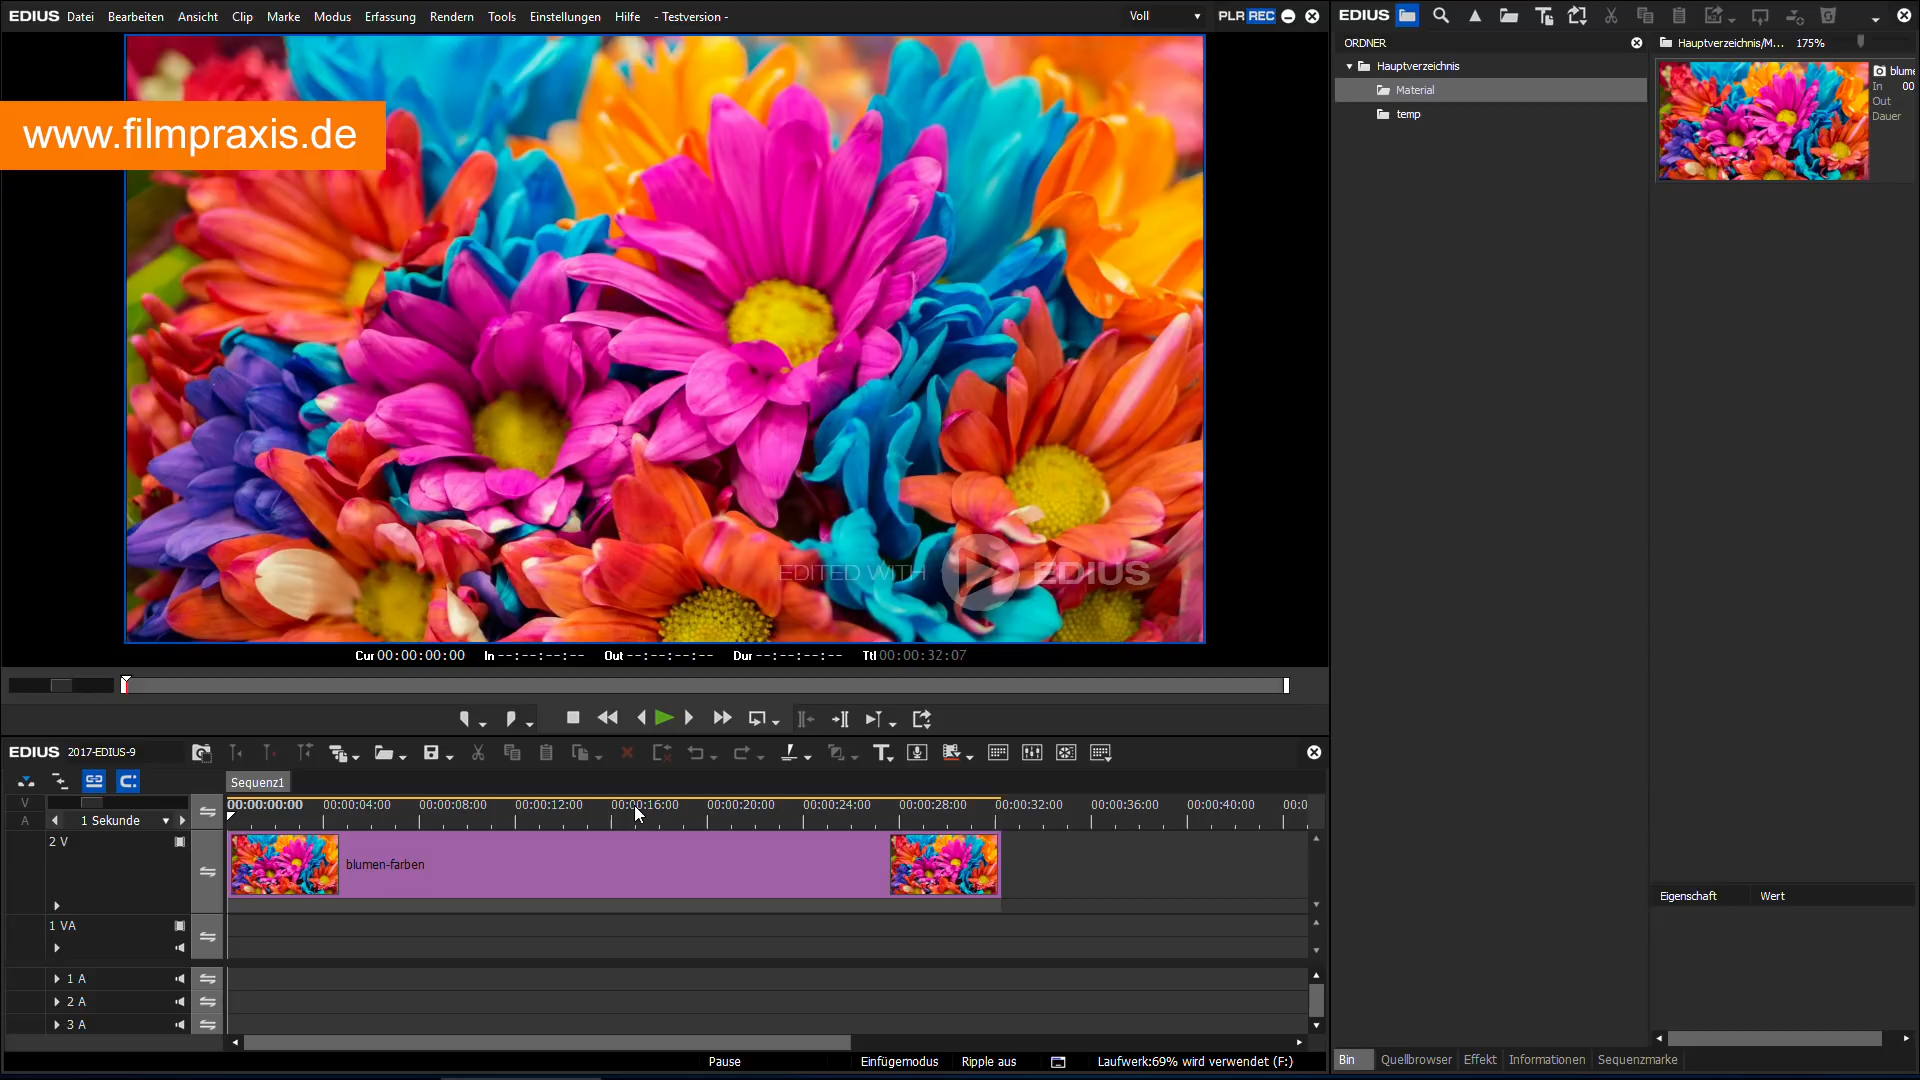 EDIUS Datei Bearbeiten Ansicht Clip Marke Modus Erfassung Rendern Tools Einstellungen Hilfe - Testversion - Voll PLR REC
EDIUS
ORDNER
Hauptverzeichnis/M... 175%
Hauptverzeichnis
Material
temp
blume
In 00
Out
Dauer
www.filmpraxis.de
EDITED WITH EDIUS
Cur 00:00:00:00 In --:--:--:-- Out --:--:--:-- Dur --:--:--:-- Ttl 00:00:32:07
EDIUS 2017-EDIUS-9
Sequenz1
V
A
1 Sekunde
00:00:00:00 00:00:04:00 00:00:08:00 00:00:12:00 00:00:16:00 00:00:20:00 00:00:24:00 00:00:28:00 00:00:32:00 00:00:36:00 00:00:40:00 00:0
2 V
blumen-farben
1 VA
1 A
2 A
3 A
Eigenschaft Wert
Pause Einfügemodus Ripple aus Laufwerk:69% wird verwendet (F:)
Bin Quellbrowser Effekt Informationen Sequenzmarke